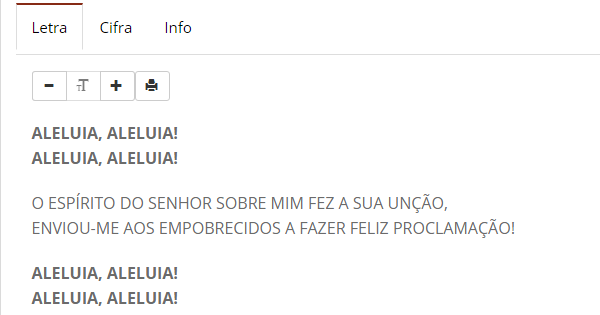 Letra Cifra Info
- T +
ALELUIA, ALELUIA!
ALELUIA, ALELUIA!
O ESPÍRITO DO SENHOR SOBRE MIM FEZ A SUA UNÇÃO,
ENVIOU-ME AOS EMPOBRECIDOS A FAZER FELIZ PROCLAMAÇÃO!
ALELUIA, ALELUIA!
ALELUIA, ALELUIA!